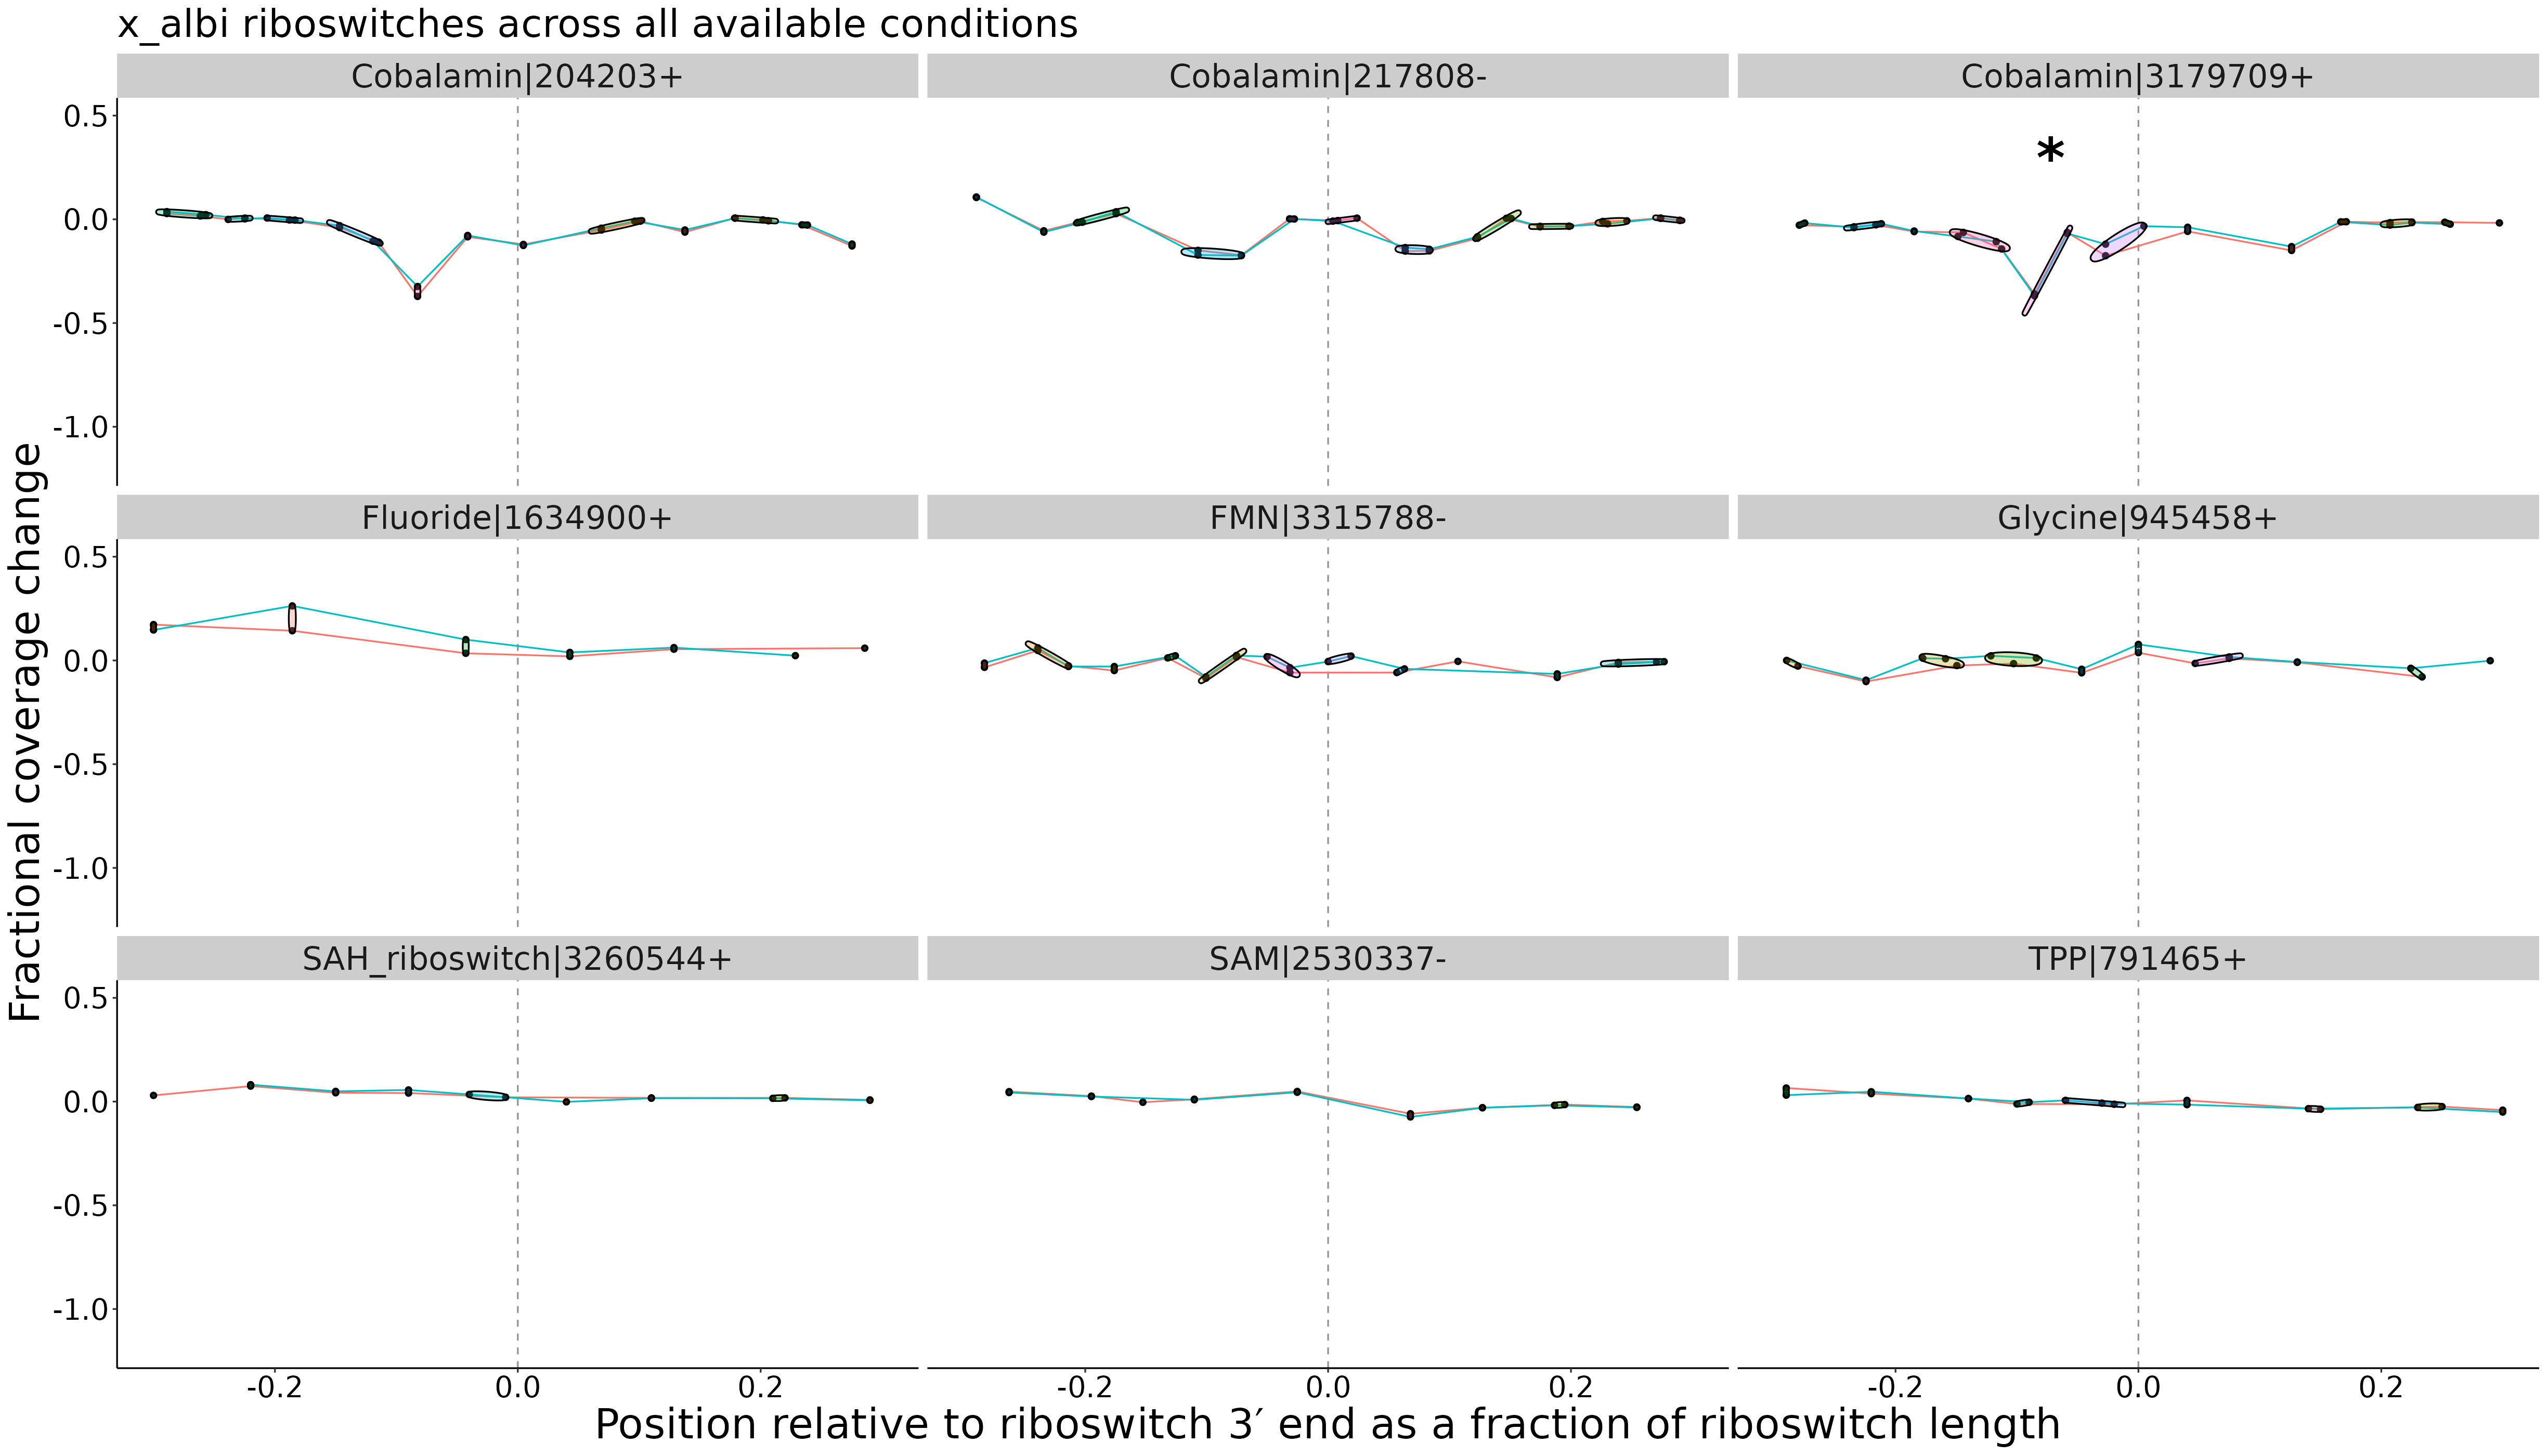 x_albi riboswitches across all available conditions
Cobalamin|204203+
Cobalamin|217808-
Cobalamin|3179709+
0.5
0.0
-0.5
-1.0
*
Fluoride|1634900+
FMN|3315788-
Glycine|945458+
0.5
0.0
-0.5
-1.0
SAH_riboswitch|3260544+
SAM|2530337-
TPP|791465+
0.5
0.0
-0.5
-1.0
-0.2 0.0 0.2
-0.2 0.0 0.2
-0.2 0.0 0.2
Fractional coverage change
Position relative to riboswitch 3′ end as a fraction of riboswitch length